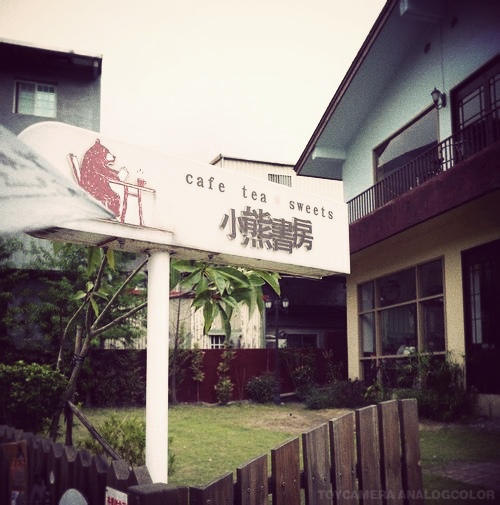 cafe tea sweets
小熊書房
TOYCAMERA ANALOGCOLOR